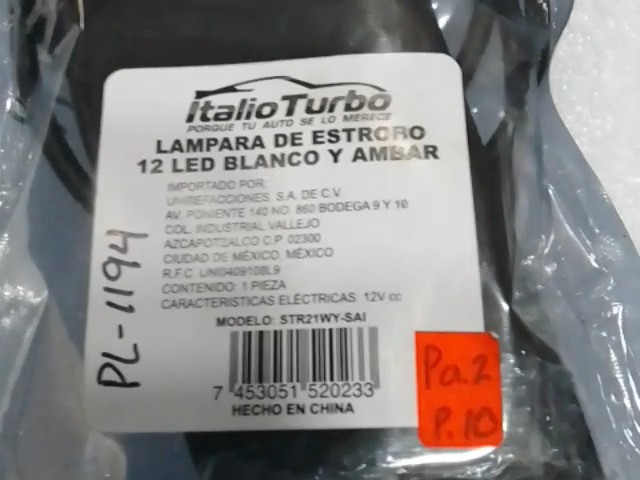 ItalioTurbo
PORQUE TU AUTO SE LO MERECE
LAMPARA DE ESTROBO
12 LED BLANCO Y AMBAR
IMPORTADO POR:
UNIREFACCIONES S.A. DE C.V.
AV. PONIENTE 140 NO. 860 BODEGA 9 Y 10
COL. INDUSTRIAL VALLEJO
AZCAPOTZALCO C.P. 02300
CIUDAD DE MÉXICO, MÉXICO
R.F.C. UNI0409108L9
CONTENIDO: 1 PIEZA
CARACTERISTICAS ELÉCTRICAS: 12V cc
MODELO: STR21WY-SAI
7 453051 520233
HECHO EN CHINA
PL-1194
Pa2
P.10